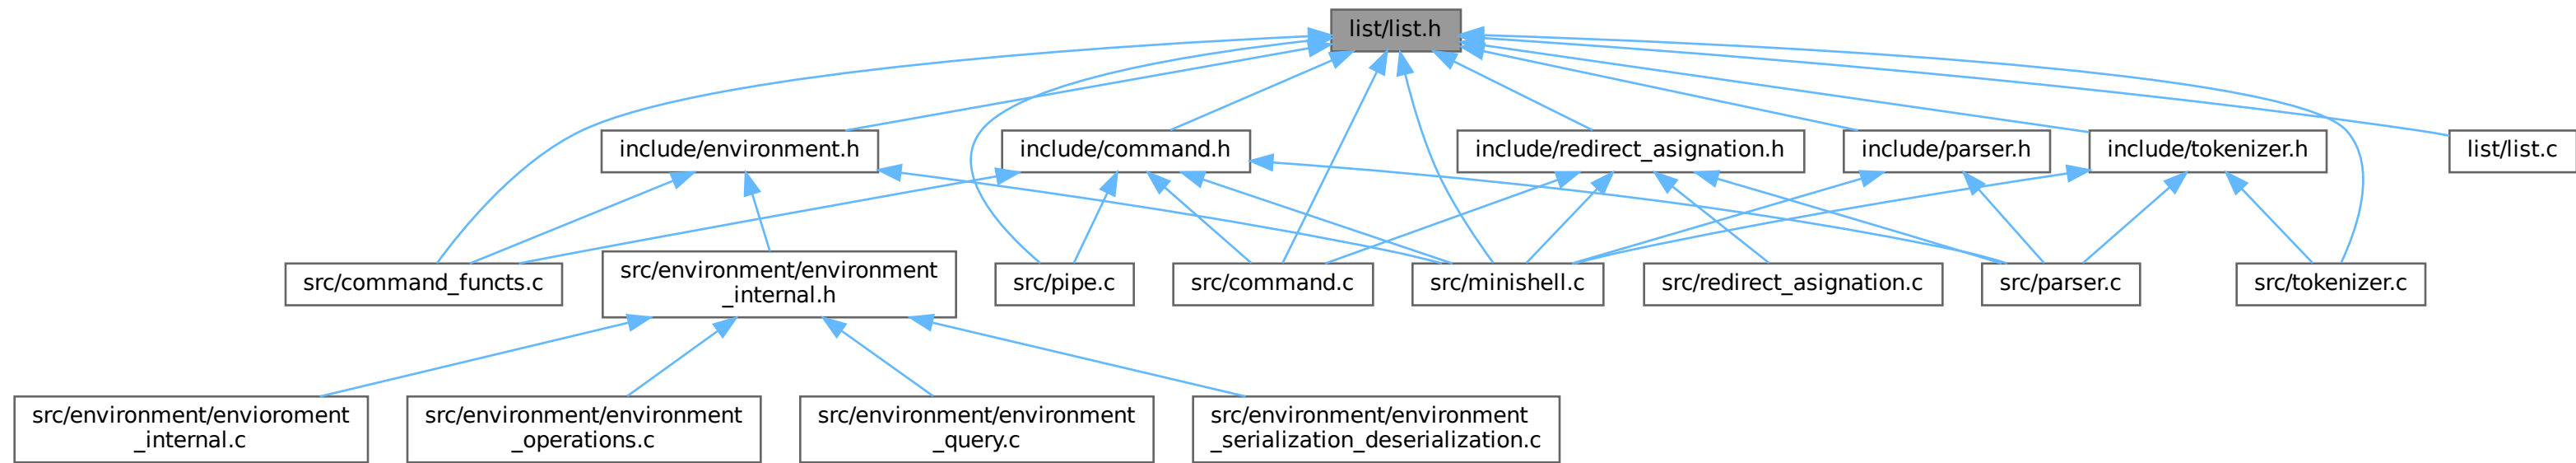 list/list.h
include/environment.h
include/command.h
include/redirect_asignation.h
include/parser.h
include/tokenizer.h
list/list.c
src/command_functs.c
src/environment/environment
_internal.h
src/pipe.c
src/command.c
src/minishell.c
src/redirect_asignation.c
src/parser.c
src/tokenizer.c
src/environment/envioroment
_internal.c
src/environment/environment
_operations.c
src/environment/environment
_query.c
src/environment/environment
_serialization_deserialization.c